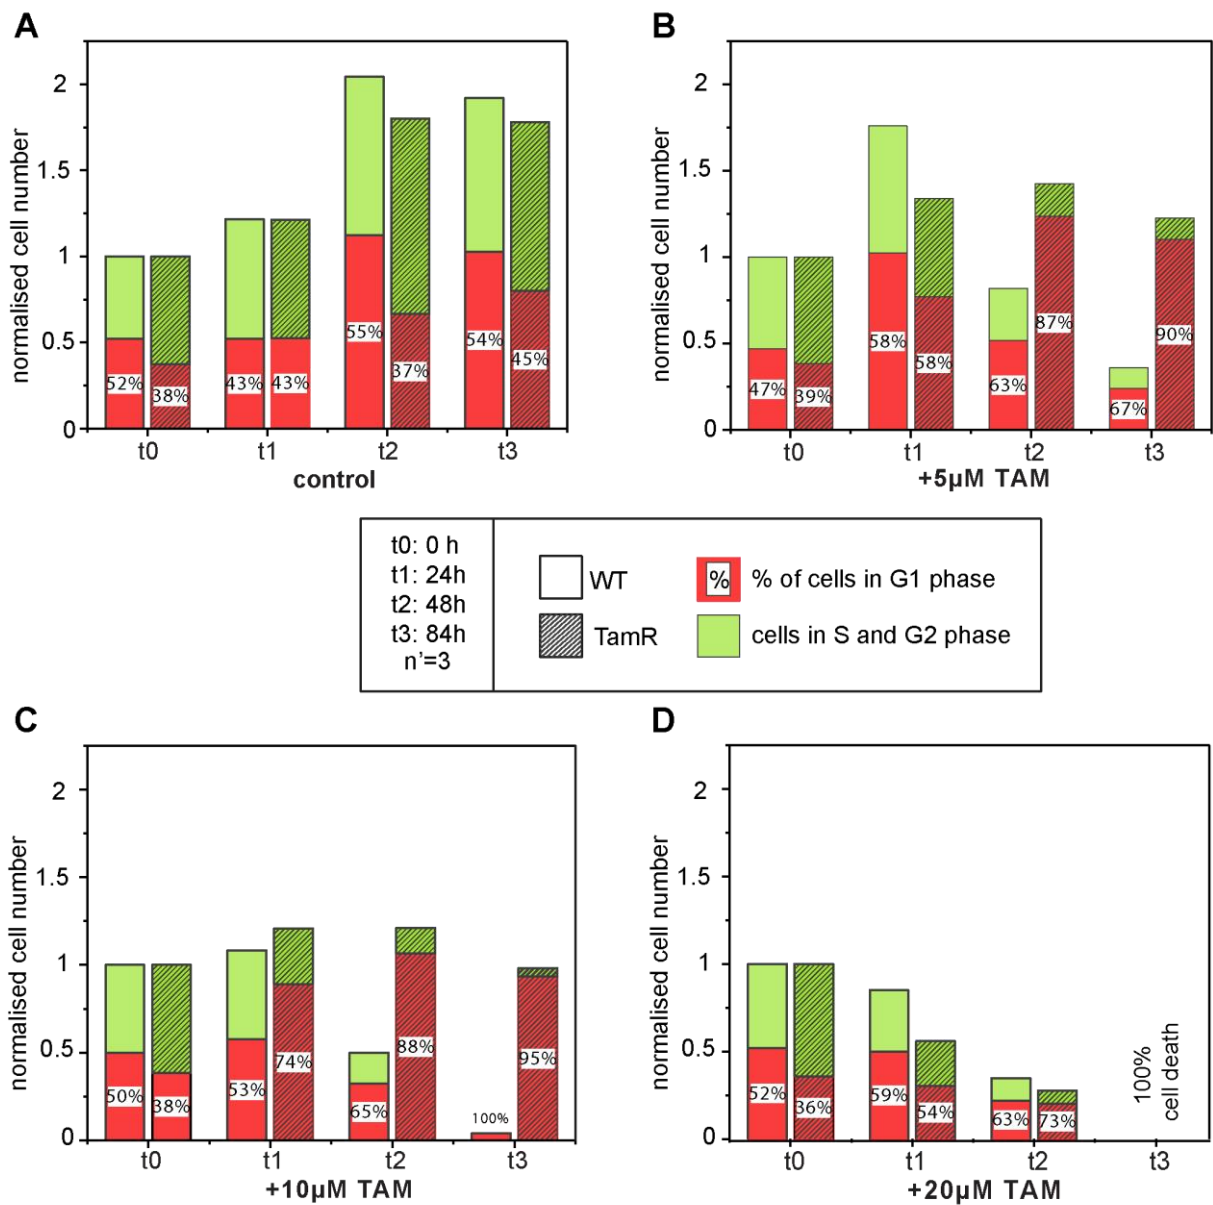 A
normalised cell number
2
1.5
1
0.5
0
52%
38%
43%
43%
55%
37%
54%
45%
t0
t1
t2
t3
control
B
normalised cell number
2
1.5
1
0.5
0
47%
39%
58%
58%
63%
87%
67%
90%
t0
t1
t2
t3
+5µM TAM
t0: 0 h
t1: 24h
t2: 48h
t3: 84h
n'=3
WT
TamR
% % of cells in G1 phase
cells in S and G2 phase
C
normalised cell number
2
1.5
1
0.5
0
50%
38%
53%
74%
65%
88%
100%
95%
t0
t1
t2
t3
+10µM TAM
D
normalised cell number
2
1.5
1
0.5
0
52%
36%
59%
54%
63%
73%
100%
cell death
t0
t1
t2
t3
+20µM TAM